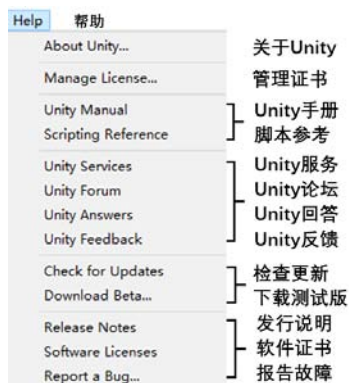 Help 帮助
About Unity... 关于Unity
Manage License... 管理证书
Unity Manual Unity手册
Scripting Reference 脚本参考
Unity Services Unity服务
Unity Forum Unity论坛
Unity Answers Unity回答
Unity Feedback Unity反馈
Check for Updates 检查更新
Download Beta... 下载测试版
Release Notes 发行说明
Software Licenses 软件证书
Report a Bug... 报告故障